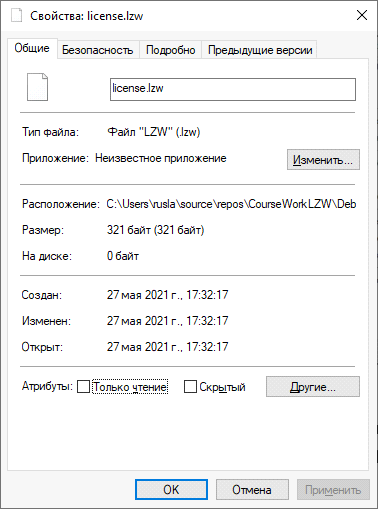 Свойства: license.lzw
Общие Безопасность Подробно Предыдущие версии
license.lzw
Тип файла: Файл "LZW" (.lzw)
Приложение: Неизвестное приложение Изменить...
Расположение: C:\Users\rusla\source\repos\CourseWorkLZW\Deb
Размер: 321 байт (321 байт)
На диске: 0 байт
Создан: 27 мая 2021 г., 17:32:17
Изменен: 27 мая 2021 г., 17:32:17
Открыт: 27 мая 2021 г., 17:32:17
Атрибуты: Только чтение Скрытый Другие...
OK Отмена Применить